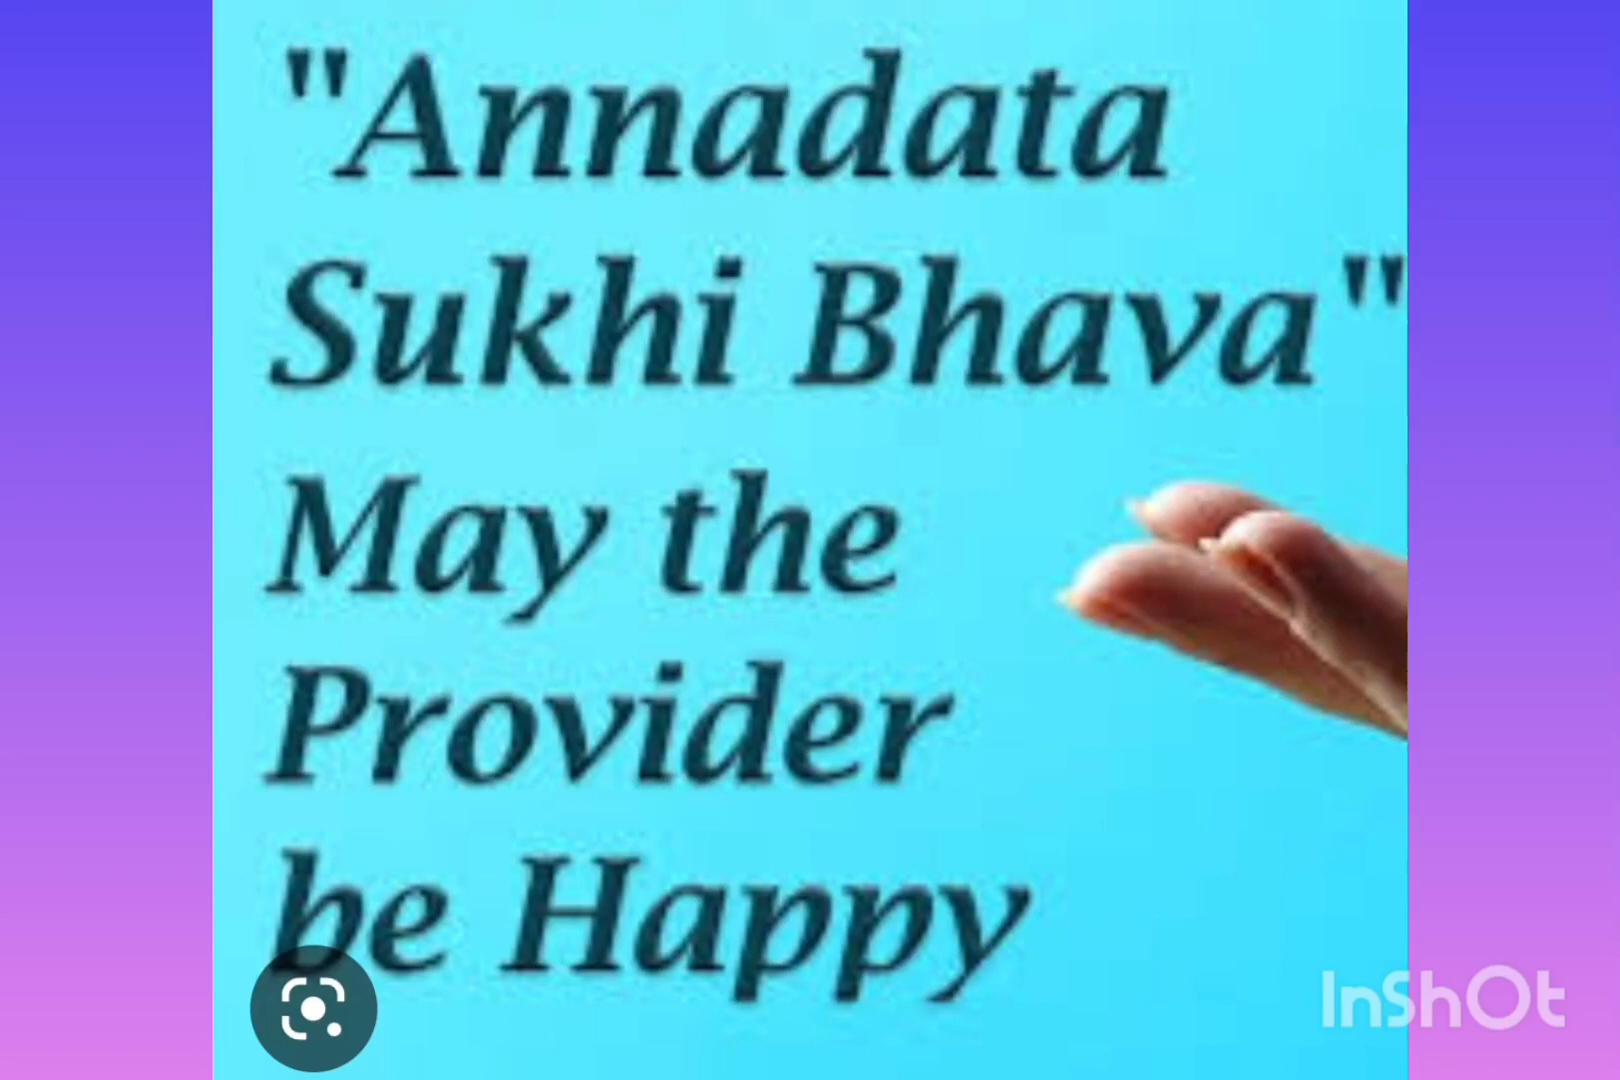 "Annadata
Sukhi Bhava"
May the
Provider
be Happy
InShOt